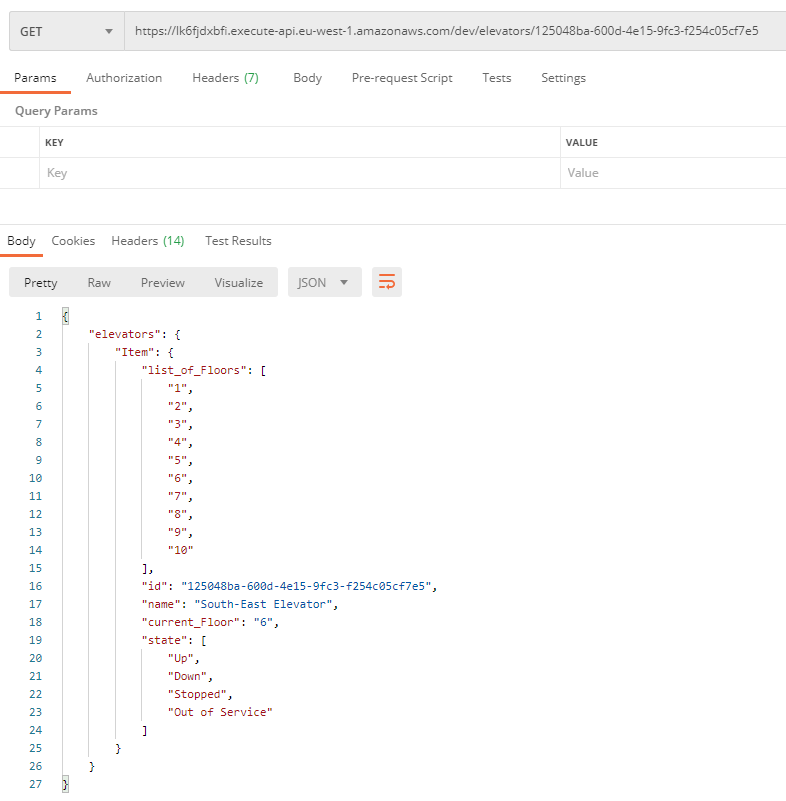 GET https://lk6fjdxbfi.execute-api.eu-west-1.amazonaws.com/dev/elevators/125048ba-600d-4e15-9fc3-f254c05cf7e5
Params Authorization Headers (7) Body Pre-request Script Tests Settings
Query Params
KEY VALUE
Key Value
Body Cookies Headers (14) Test Results
Pretty Raw Preview Visualize JSON
1 {
2 "elevators": {
3 "Item": {
4 "list_of_Floors": [
5 "1",
6 "2",
7 "3",
8 "4",
9 "5",
10 "6",
11 "7",
12 "8",
13 "9",
14 "10"
15 ],
16 "id": "125048ba-600d-4e15-9fc3-f254c05cf7e5",
17 "name": "South-East Elevator",
18 "current_Floor": "6",
19 "state": [
20 "Up",
21 "Down",
22 "Stopped",
23 "Out of Service"
24 ]
25 }
26 }
27 }